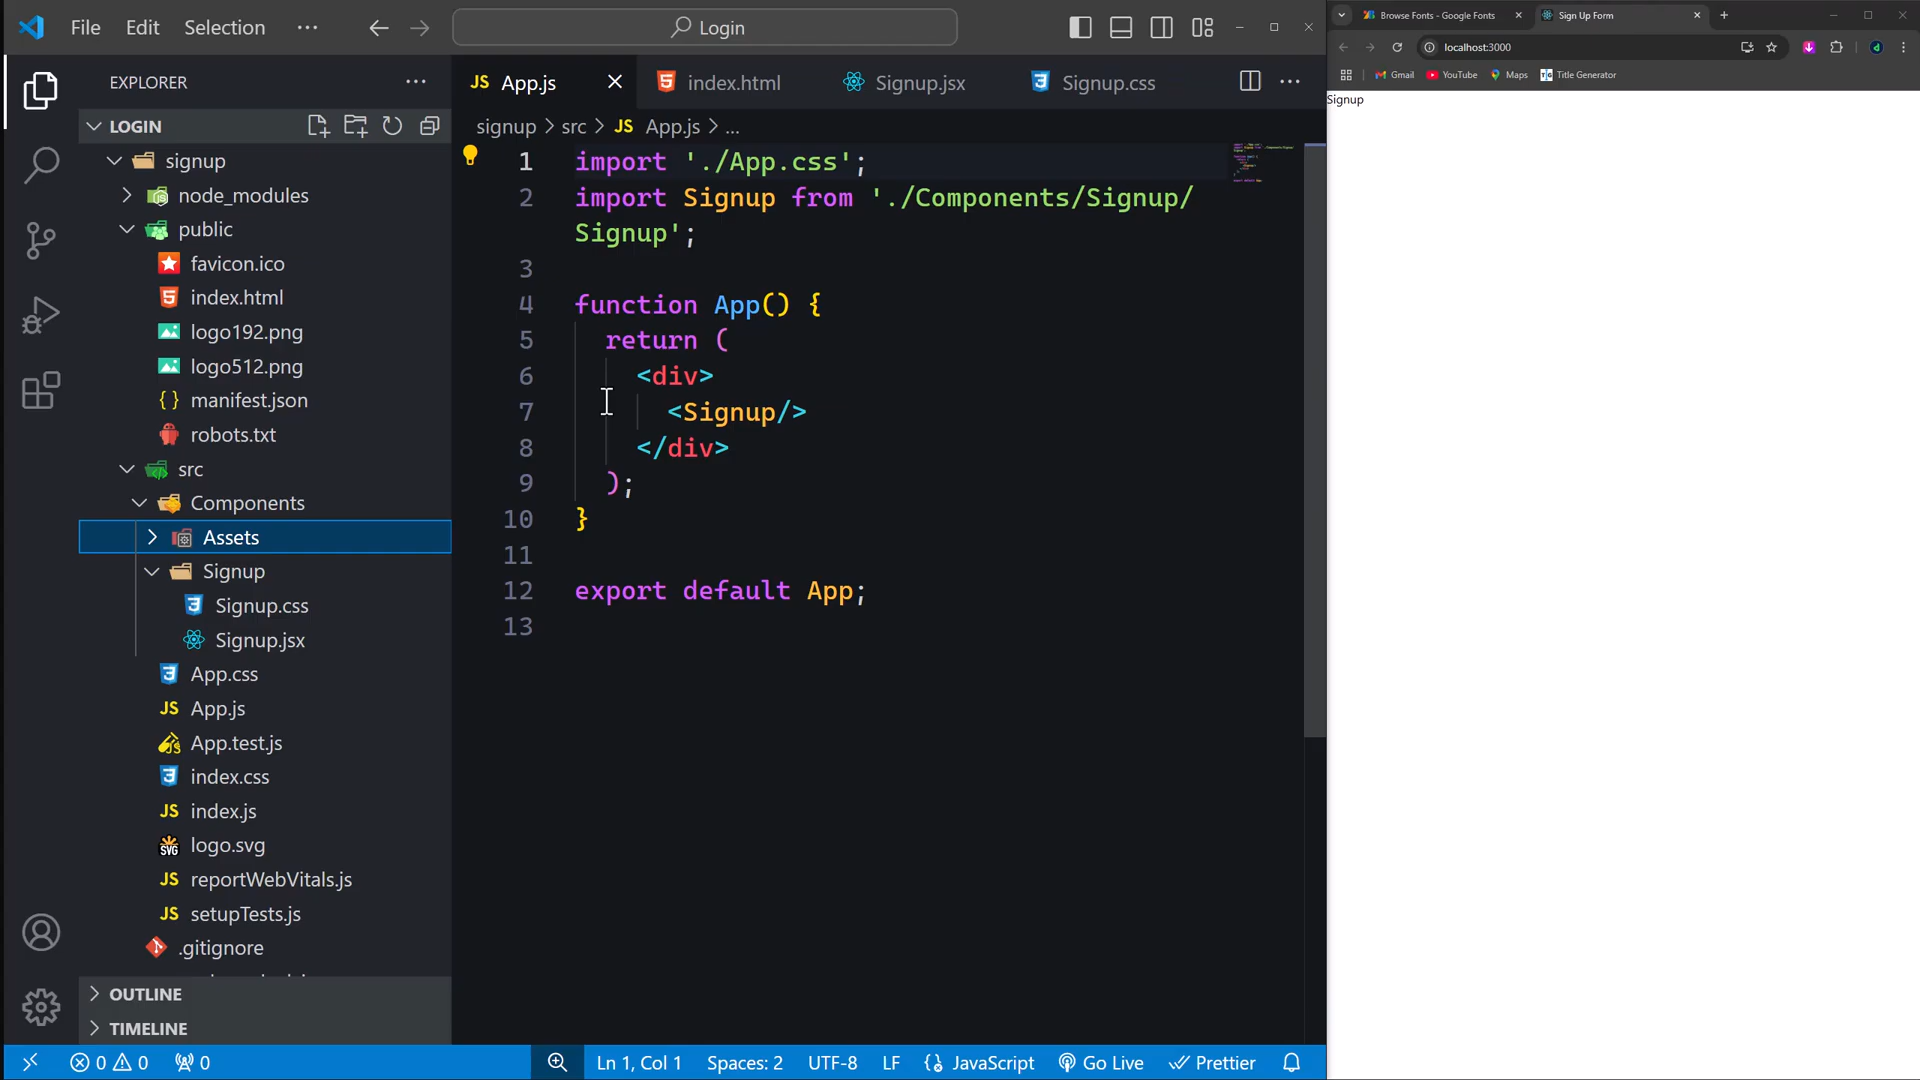 File Edit Selection ··· Login
EXPLORER ···
LOGIN
signup
node_modules
public
favicon.ico
index.html
logo192.png
logo512.png
manifest.json
robots.txt
src
Components
Assets
Signup
Signup.css
Signup.jsx
App.css
App.js
App.test.js
index.css
index.js
logo.svg
reportWebVitals.js
setupTests.js
.gitignore
OUTLINE
TIMELINE
JS App.js index.html Signup.jsx Signup.css ···
signup > src > JS App.js > ...
1 import './App.css';
2 import Signup from './Components/Signup/
Signup';
3
4 function App() {
5 return (
6 <div>
7 <Signup/>
8 </div>
9 );
10 }
11
12 export default App;
13
0 0 0 Ln 1, Col 1 Spaces: 2 UTF-8 LF JavaScript Go Live Prettier
Browse Fonts - Google Fonts Sign Up Form
localhost:3000
Gmail YouTube Maps Title Generator
Signup